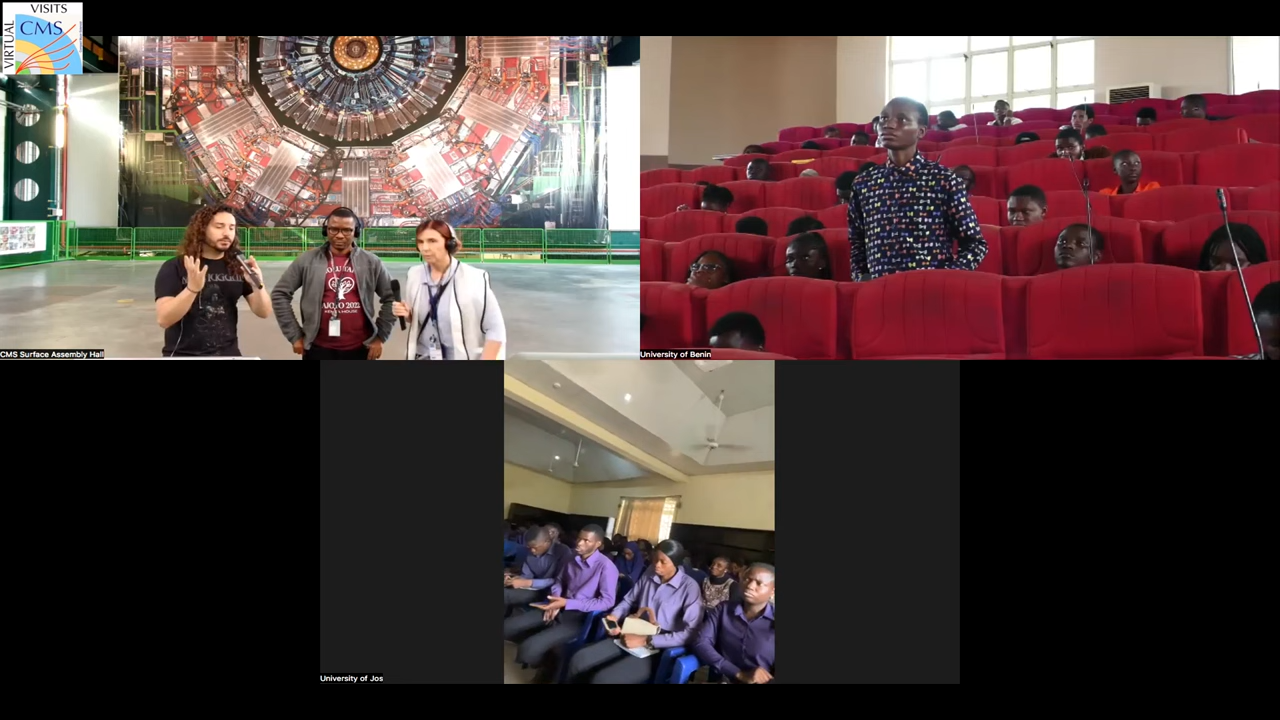 VISITS
VIRTUAL
CMS
CMS Surface Assembly Hall
University of Benin
University of Jos